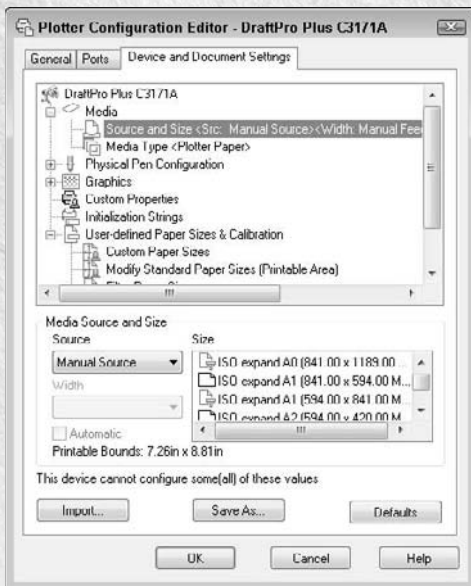 Plotter Configuration Editor - DraftPro Plus C3171A
General Ports Device and Document Settings
DraftPro Plus C3171A
Media
Source and Size <Src: Manual Source><Width: Manual Fee
Media Type <Plotter Paper>
Physical Pen Configuration
Graphics
Custom Properties
Initialization Strings
User-defined Paper Sizes & Calibration
Custom Paper Sizes
Modify Standard Paper Sizes (Printable Area)
Media Source and Size
Source Size
Manual Source
Width
Automatic
ISO expand A0 (841.00 x 1189.00
ISO expand A1 (841.00 x 594.00 M...
ISO expand A1 (594.00 x 841.00 M
ISO expand A2 (594.00 x 420.00 M
Printable Bounds: 7.26in x 8.81in
This device cannot configure some(all) of these values
Import... Save As... Defaults
OK Cancel Help